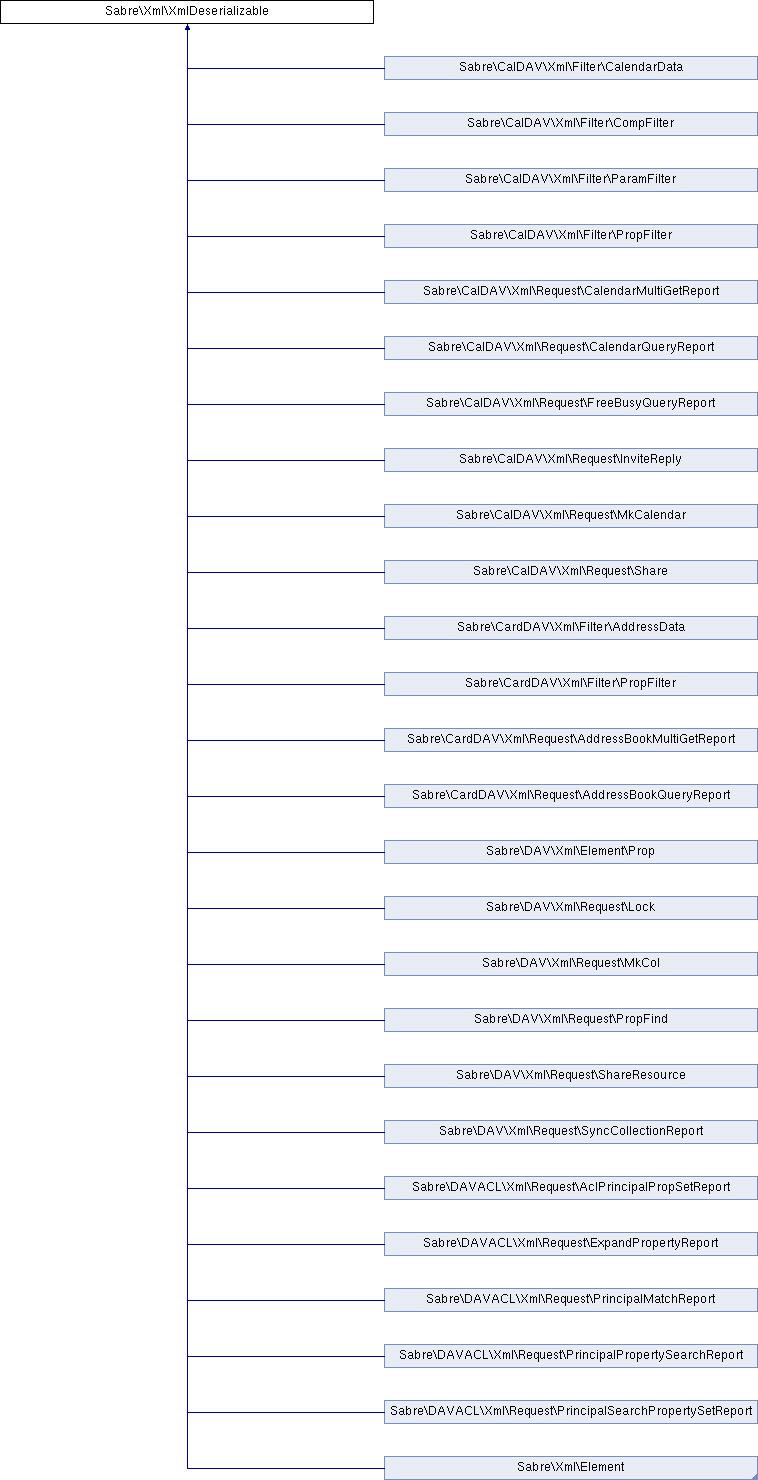 Sabre\Xml\XmlDeserializable
Sabre\CalDAV\Xml\Filter\CalendarData
Sabre\CalDAV\Xml\Filter\CompFilter
Sabre\CalDAV\Xml\Filter\ParamFilter
Sabre\CalDAV\Xml\Filter\PropFilter
Sabre\CalDAV\Xml\Request\CalendarMultiGetReport
Sabre\CalDAV\Xml\Request\CalendarQueryReport
Sabre\CalDAV\Xml\Request\FreeBusyQueryReport
Sabre\CalDAV\Xml\Request\InviteReply
Sabre\CalDAV\Xml\Request\MkCalendar
Sabre\CalDAV\Xml\Request\Share
Sabre\CardDAV\Xml\Filter\AddressData
Sabre\CardDAV\Xml\Filter\PropFilter
Sabre\CardDAV\Xml\Request\AddressBookMultiGetReport
Sabre\CardDAV\Xml\Request\AddressBookQueryReport
Sabre\DAV\Xml\Element\Prop
Sabre\DAV\Xml\Request\Lock
Sabre\DAV\Xml\Request\MkCol
Sabre\DAV\Xml\Request\PropFind
Sabre\DAV\Xml\Request\ShareResource
Sabre\DAV\Xml\Request\SyncCollectionReport
Sabre\DAVACL\Xml\Request\AclPrincipalPropSetReport
Sabre\DAVACL\Xml\Request\ExpandPropertyReport
Sabre\DAVACL\Xml\Request\PrincipalMatchReport
Sabre\DAVACL\Xml\Request\PrincipalPropertySearchReport
Sabre\DAVACL\Xml\Request\PrincipalSearchPropertySetReport
Sabre\Xml\Element